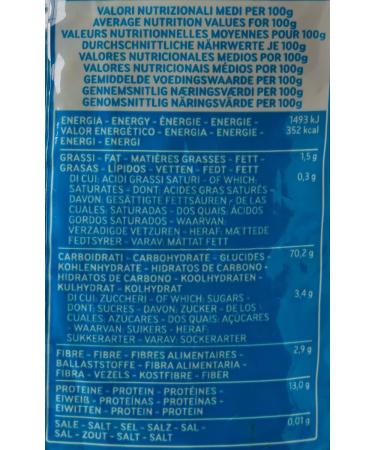 VALORI NUTRIZIONALI MEDI PER 100g
AVERAGE NUTRITION VALUES FOR 100g
VALEURS NUTRITIONNELLES MOYENNES POUR 100g
DURCHSCHNITTLICHE NÄHRWERTE JE 100g
VALORES NUTRICIONALES MEDIOS POR 100g
VALORES NUTRICIONAIS MÉDIOS POR 100g
GEMIDDELDE VOEDINGSWAARDE PER 100g
GENNEMSNITLIG NÆRINGSVÆRDI PER 100g
GENOMSNITTLIG NÄRINGSVÄRDE PER 100g
ENERGIA - ENERGY - ÉNERGIE - ENERGIE - 1493 kJ
VALOR ENERGÉTICO - ENERGIA - ENERGIE - 352 kcal
ENERGI - ENERGI
GRASSI - FAT - MATIÈRES GRASSES - FETT - 1,5 g
GRASAS - LÍPIDOS - VETTEN - FEDT - FETT
DI CUI: ACIDI GRASSI SATURI - OF WHICH: 0,3 g
SATURATES - DONT: ACIDES GRAS SATURÉS -
DAVON: GESÄTTIGTE FETTSÄUREN - DE LAS
CUALES: SATURADAS - DOS QUAIS: ÁCIDOS
GORDOS SATURADOS - WAARVAN:
VERZADIGDE VETZUREN - HERAF: MÆTTEDE
FEDTSYRER - VARAV: MÄTTAT FETT
CARBOIDRATI - CARBOHYDRATE - GLUCIDES - 70,2 g
KOHLENHYDRATE - HIDRATOS DE CARBONO -
HIDRATOS DE CARBONO - KOOLHYDRATEN -
KULHYDRAT - KOLHYDRAT
DI CUI: ZUCCHERI - OF WHICH: SUGARS - 3,4 g
DONT: SUCRES - DAVON: ZUCKER - DE LOS
CUALES: AZÚCARES - DOS QUAIS: AÇÚCARES
- WAARVAN: SUIKERS - HERAF:
SUKKERARTER - VARAV: SOCKERARTER
FIBRE - FIBRE - FIBRES ALIMENTAIRES - 2,9 g
BALLASTSTOFFE - FIBRA ALIMENTARIA -
FIBRA - VEZELS - KOSTFIBRE - FIBER
PROTEINE - PROTEIN - PROTÉINES - 13,0 g
EIWEIß - PROTEÍNAS - PROTEÍNAS -
EIWITTEN - PROTEIN - PROTEIN
SALE - SALT - SEL - SALZ - SAL - 0,01 g
SAL - ZOUT - SALT - SALT